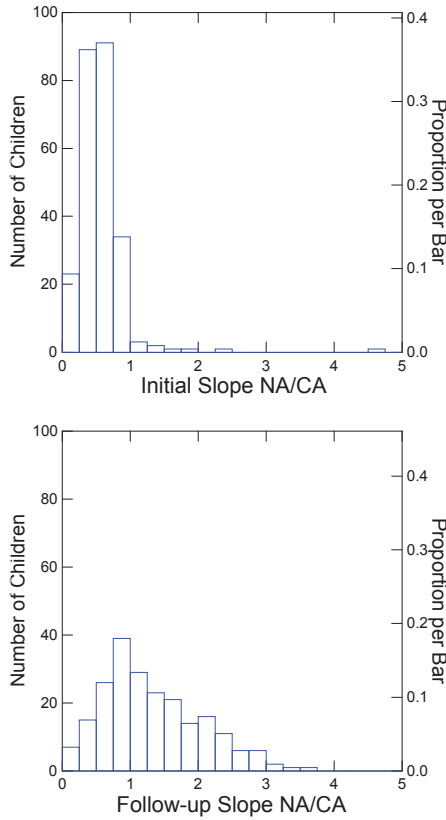 100
80
60
40
20
0
Number of Children
0.4
0.3
0.2
0.1
0.0
Proportion per Bar
0 1 2 3 4 5
Initial Slope NA/CA
100
80
60
40
20
0
Number of Children
0.4
0.3
0.2
0.1
0.0
Proportion per Bar
0 1 2 3 4 5
Follow-up Slope NA/CA